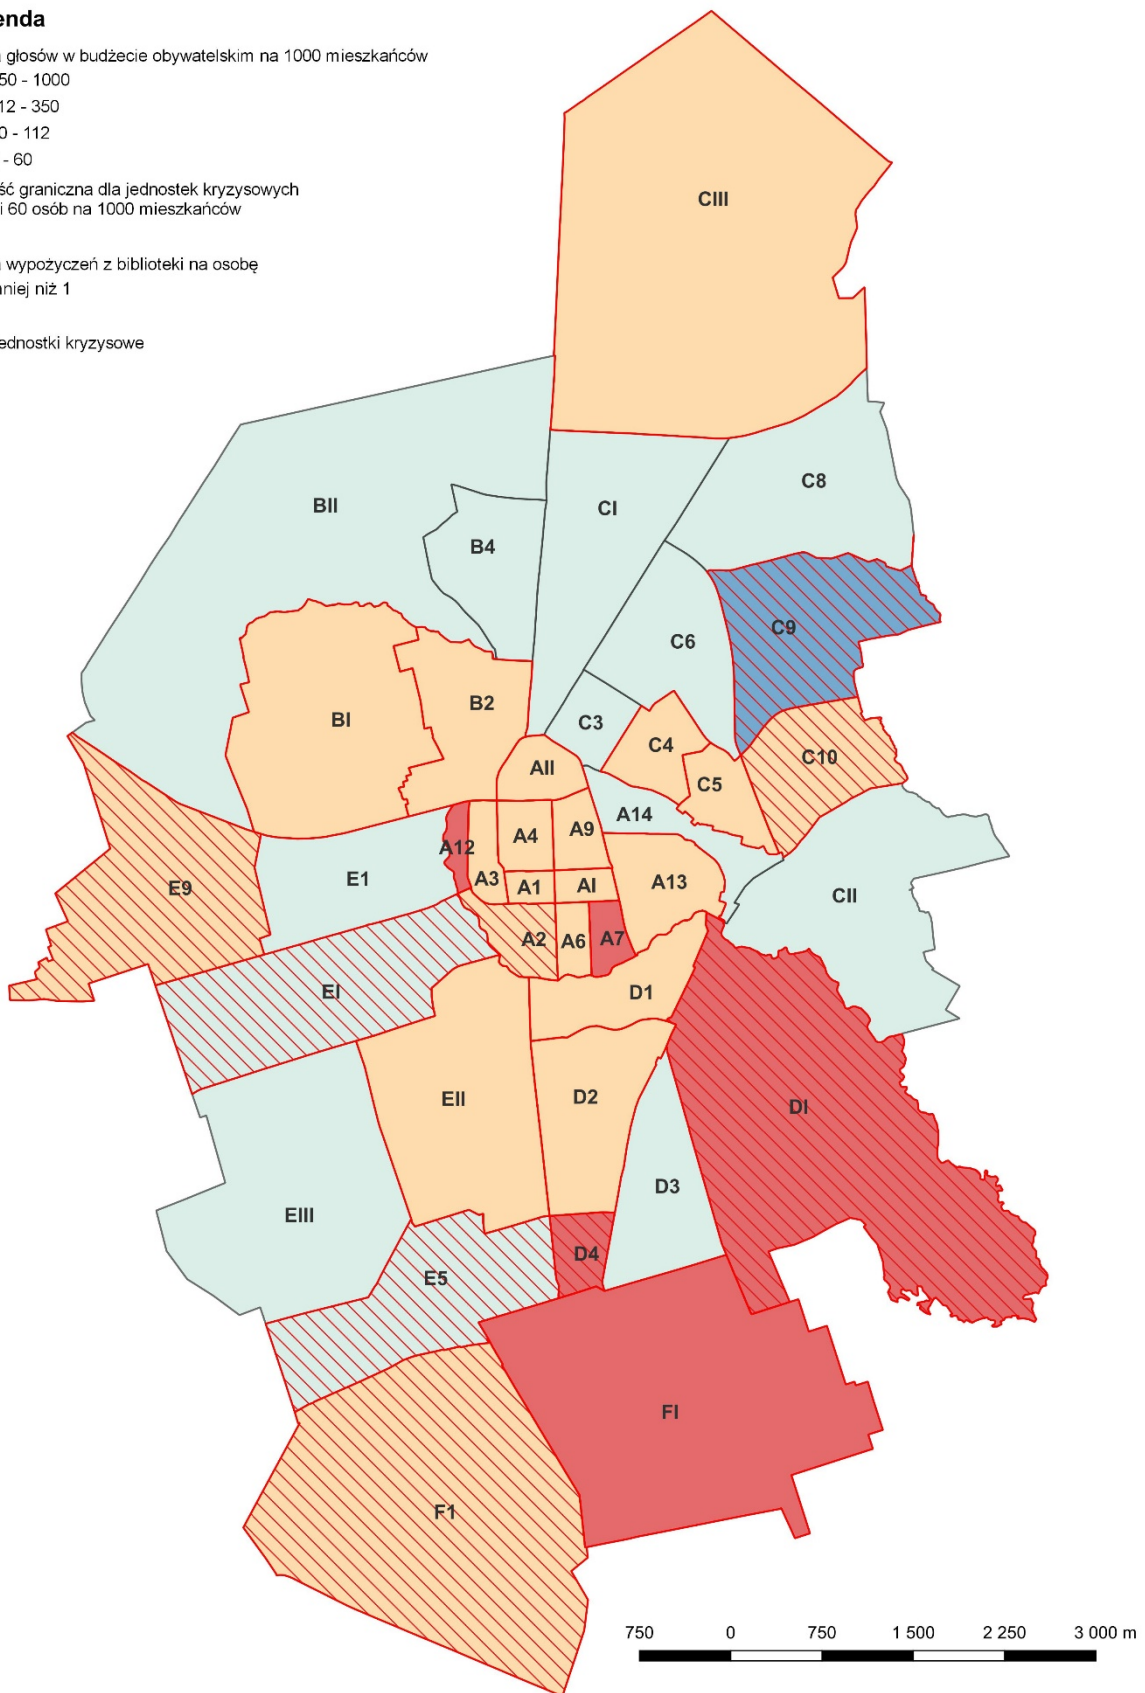 enda
głosów w budżecie obywatelskim na 1000 mieszkańców
50 - 1000
12 - 350
0 - 112
- 60
ść graniczna dla jednostek kryzysowych
i 60 osób na 1000 mieszkańców
wypożyczeń z biblioteki na osobę
niej niż 1
ednostki kryzysowe
CIII
C8
BII
CI
B4
C9
C6
B2
BI
C3
C4
C10
AII
C5
A14
A9
A4
A12
E1
A3
A1
AI
A13
E9
CII
A2
A6
A7
EI
D1
EII
D2
DI
D3
EIII
D4
E5
FI
F1
750 0 750 1 500 2 250 3 000 m